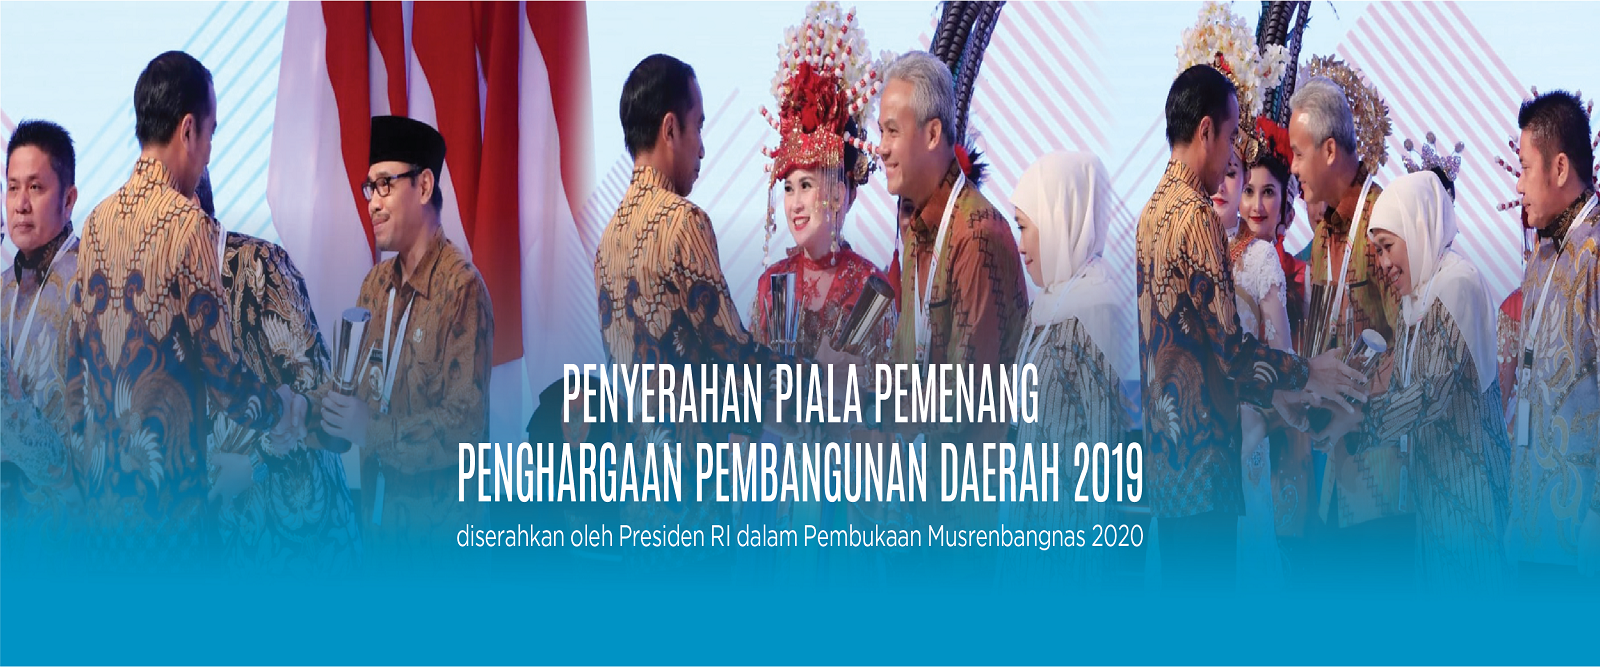 PENYERAHAN PIALA PEMENANG
PENGHARGAAN PEMBANGUNAN DAERAH 2019
diserahkan oleh Presiden RI dalam Pembukaan Musrenbangnas 2020